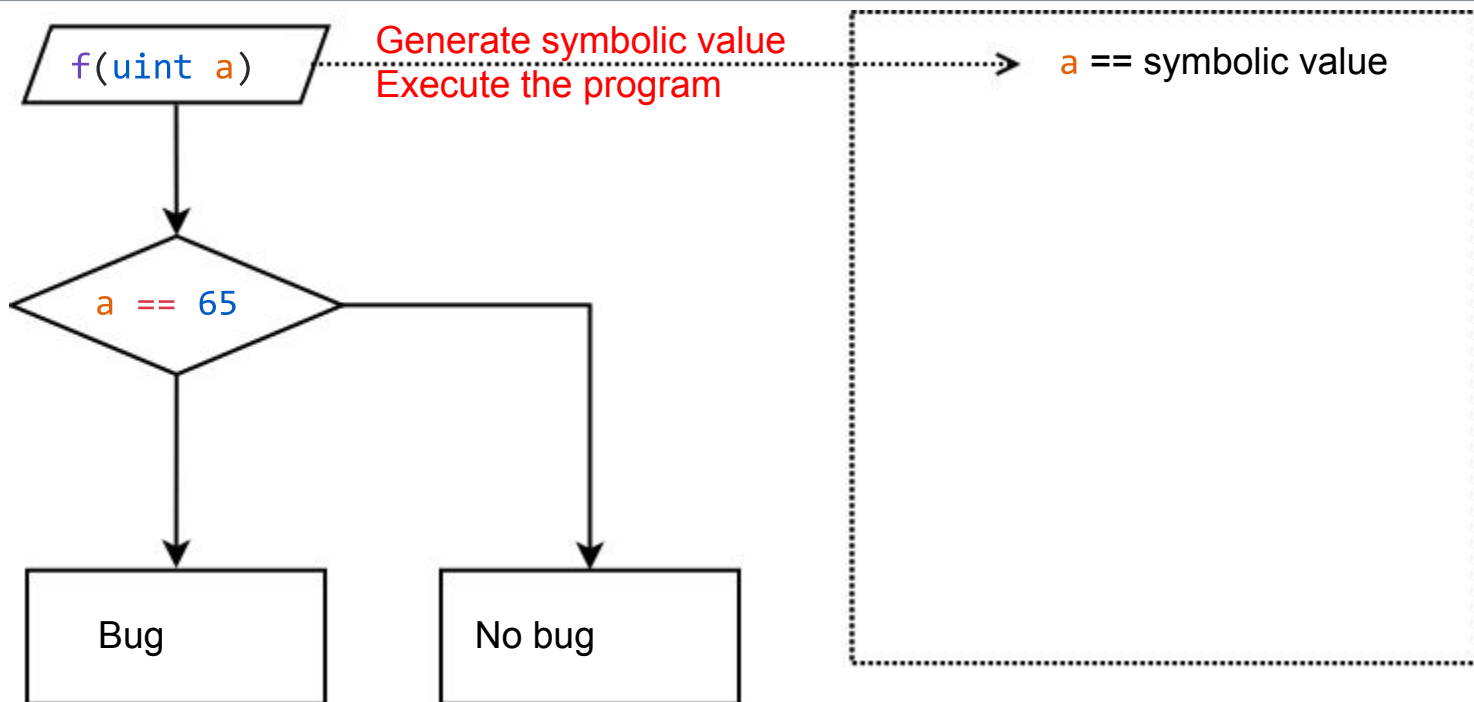 f(uint a)
Generate symbolic value
Execute the program
a == symbolic value
a == 65
Bug
No bug